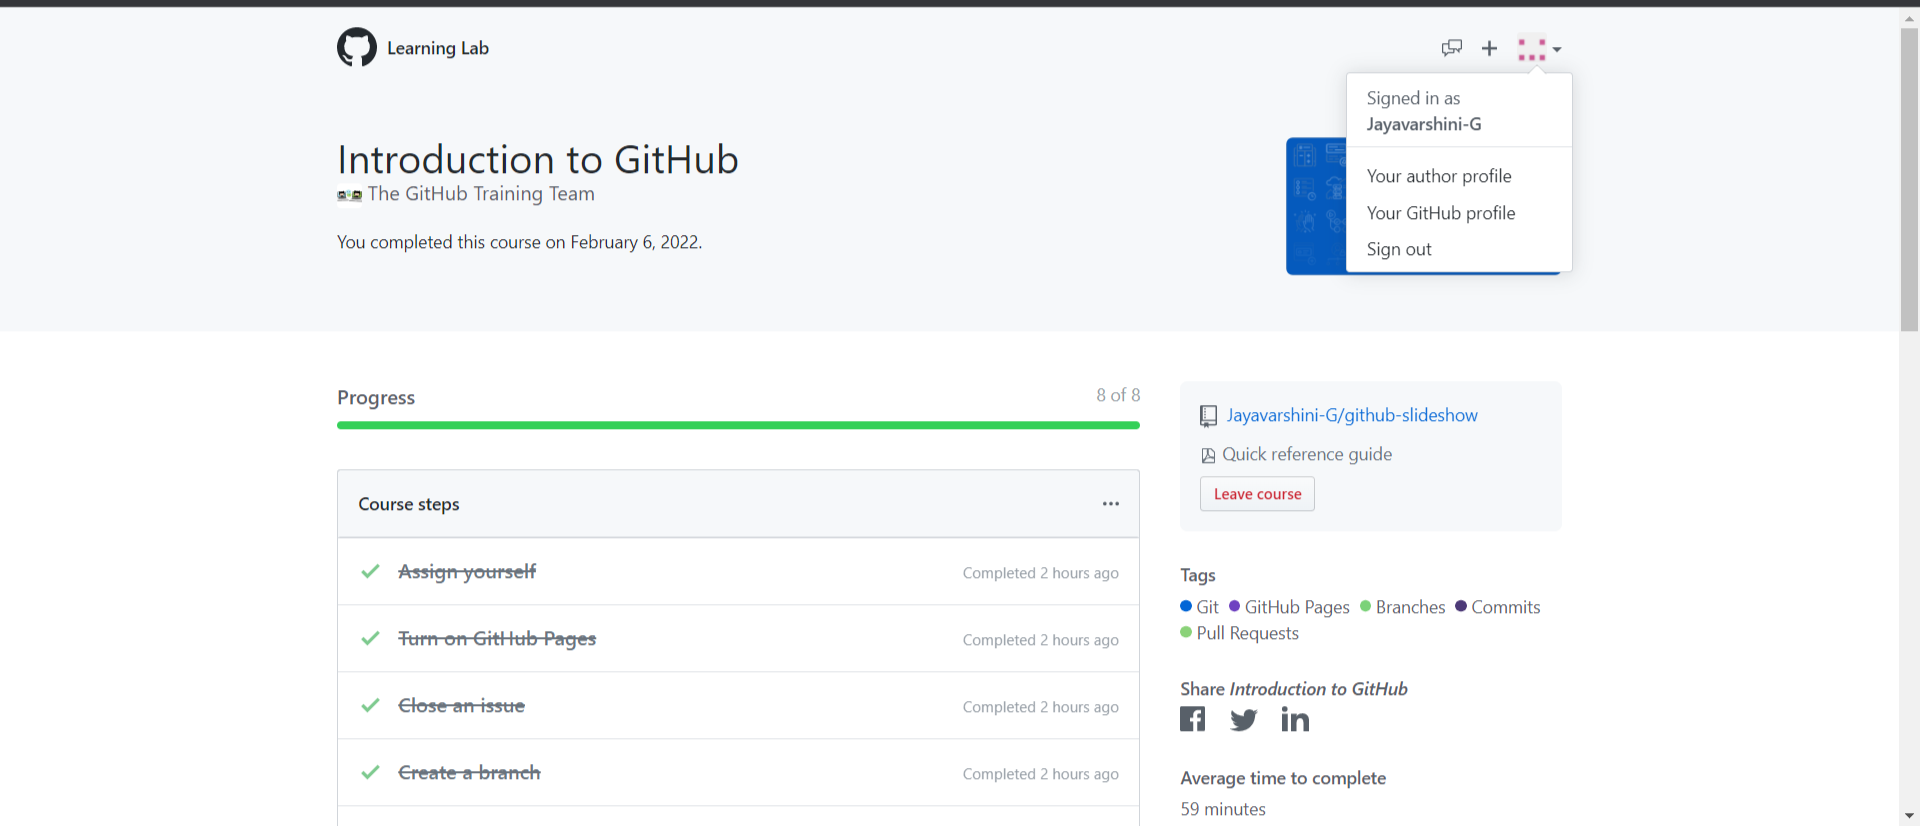 Learning Lab
Signed in as
Jayavarshini-G
Your author profile
Your GitHub profile
Sign out
Introduction to GitHub
The GitHub Training Team
You completed this course on February 6, 2022.
Progress
8 of 8
Course steps
Assign yourself
Completed 2 hours ago
Turn on GitHub Pages
Completed 2 hours ago
Close an issue
Completed 2 hours ago
Create a branch
Completed 2 hours ago
Jayavarshini-G/github-slideshow
Quick reference guide
Leave course
Tags
Git GitHub Pages Branches Commits
Pull Requests
Share Introduction to GitHub
Average time to complete
59 minutes